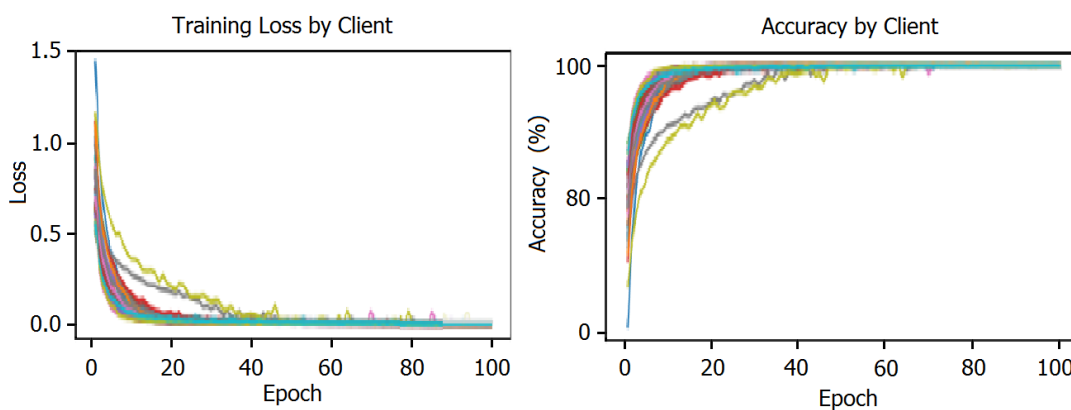 Training Loss by Client
1.5
1.0
0.5
0.0
Loss
0 20 40 60 80 100
Epoch
Accuracy by Client
100
80
0
Accuracy (%)
0 20 40 60 80 100
Epoch